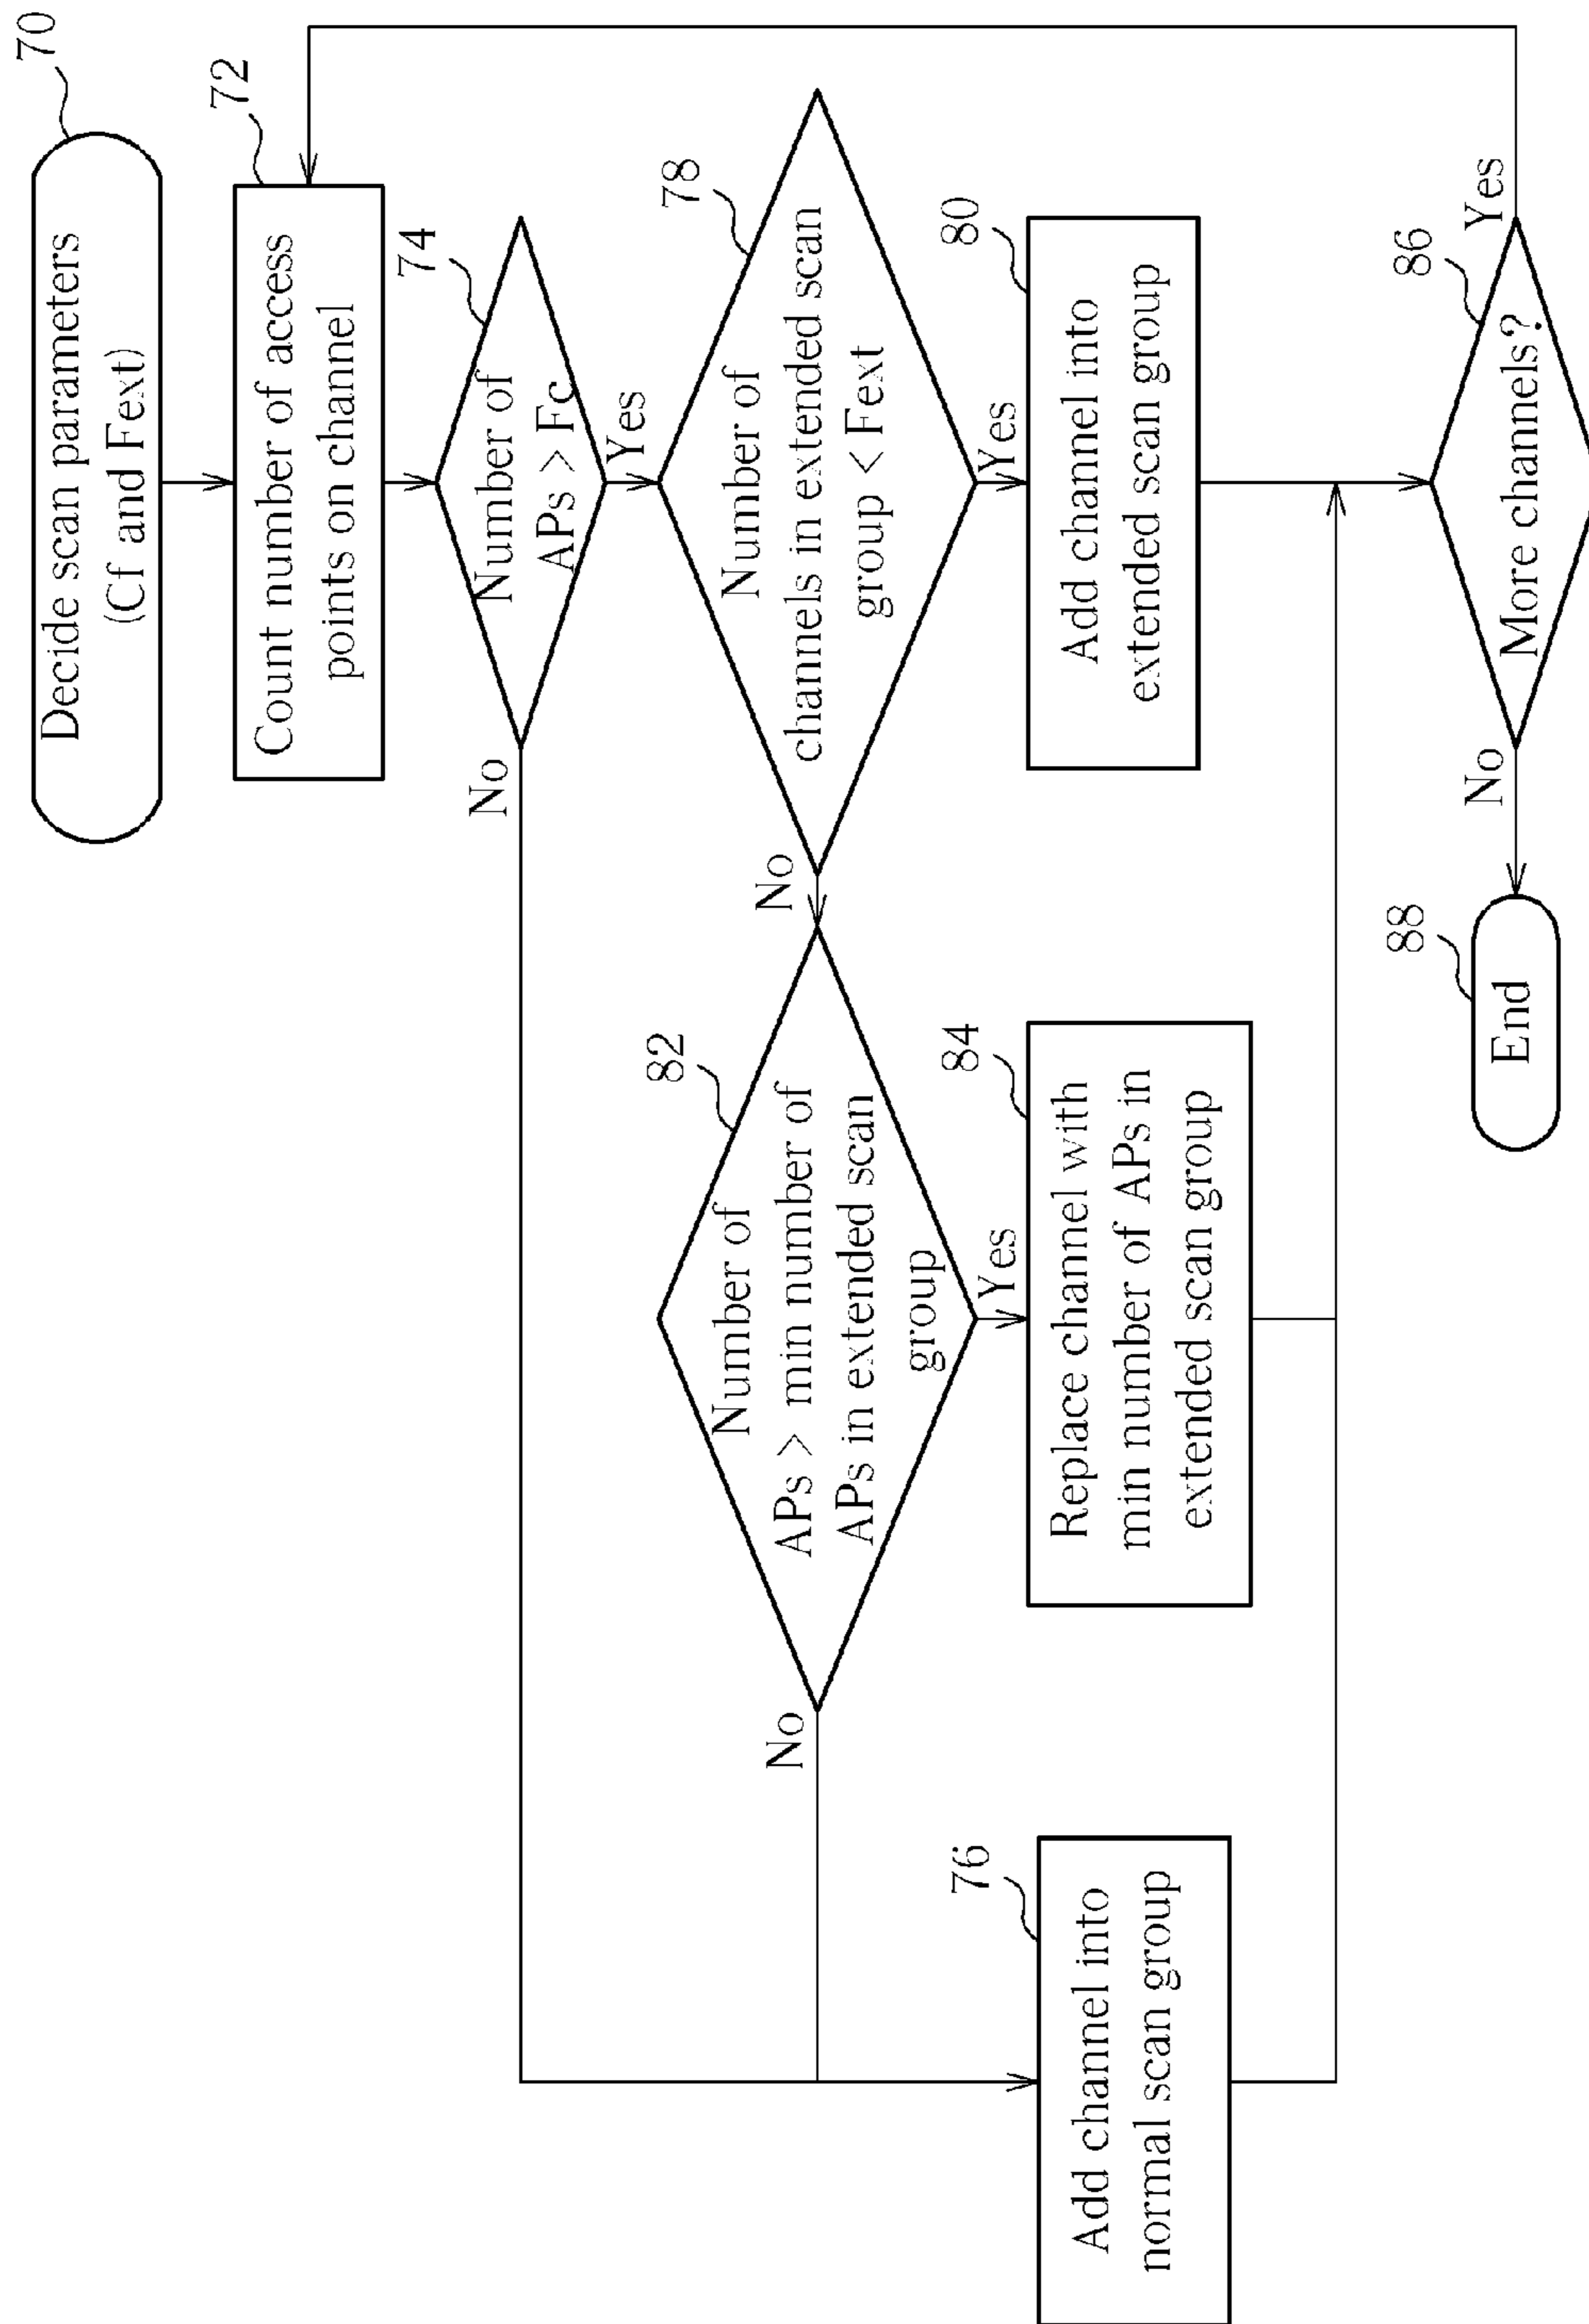 Decide scan parameters
(Cf and Fext)
70
Count number of access
points on channel
72
Number of
APs > Fc
74
No
Yes
Number of
channels in extended scan
group < Fext
78
No
Yes
Number of
APs > min number of
APs in extended scan
group
82
No
Yes
Add channel into
extended scan group
80
Replace channel with
min number of APs in
extended scan group
84
Add channel into
normal scan group
76
More channels?
86
Yes
No
End
88